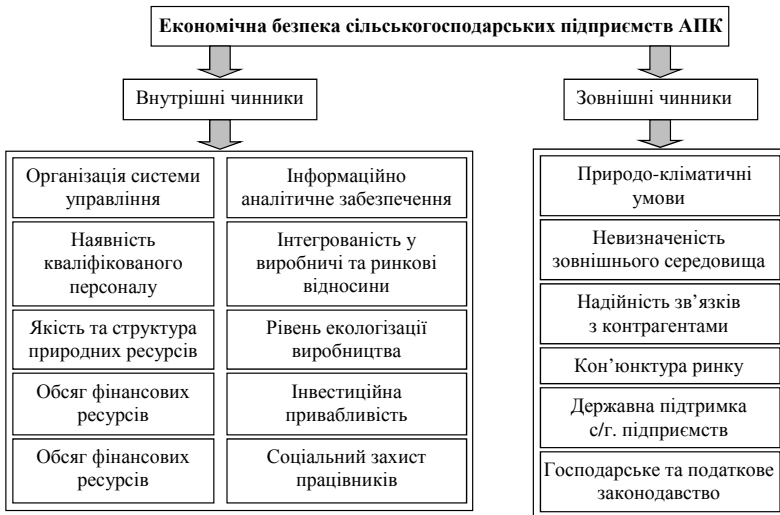 Економічна безпека сільськогосподарських підприємств АПК
Внутрішні чинники
Організація системи
управління
Наявність
кваліфікованого
персоналу
Якість та структура
природних ресурсів
Обсяг фінансових
ресурсів
Обсяг фінансових
ресурсів
Інформаційно
аналітичне забезпечення
Інтегрованість у
виробничі та ринкові
відносини
Рівень екологізації
виробництва
Інвестиційна
привабливість
Соціальний захист
працівників
Зовнішні чинники
Природо-кліматичні
умови
Невизначеність
зовнішнього середовища
Надійність зв’язків
з контрагентами
Кон’юнктура ринку
Державна підтримка
с/г. підприємств
Господарське та податкове
законодавство